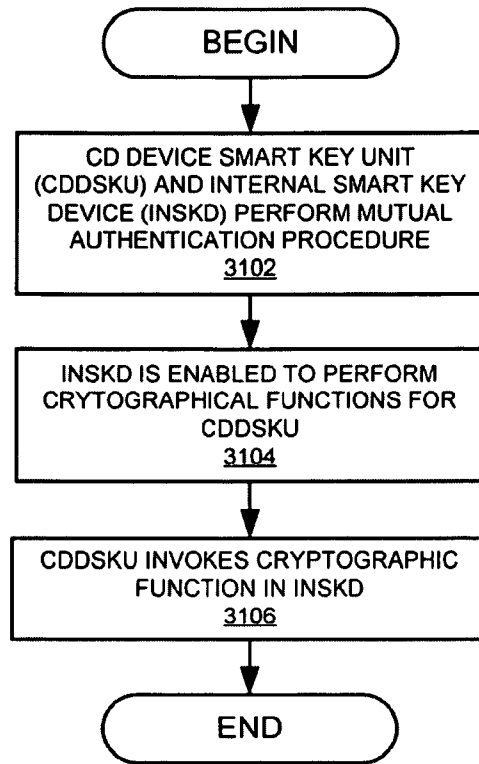 BEGIN
CD DEVICE SMART KEY UNIT
(CDDSKU) AND INTERNAL SMART KEY
DEVICE (INSKD) PERFORM MUTUAL
AUTHENTICATION PROCEDURE
3102
INSKD IS ENABLED TO PERFORM
CRYTOGRAPHICAL FUNCTIONS FOR
CDDSKU
3104
CDDSKU INVOKES CRYPTOGRAPHIC
FUNCTION IN INSKD
3106
END